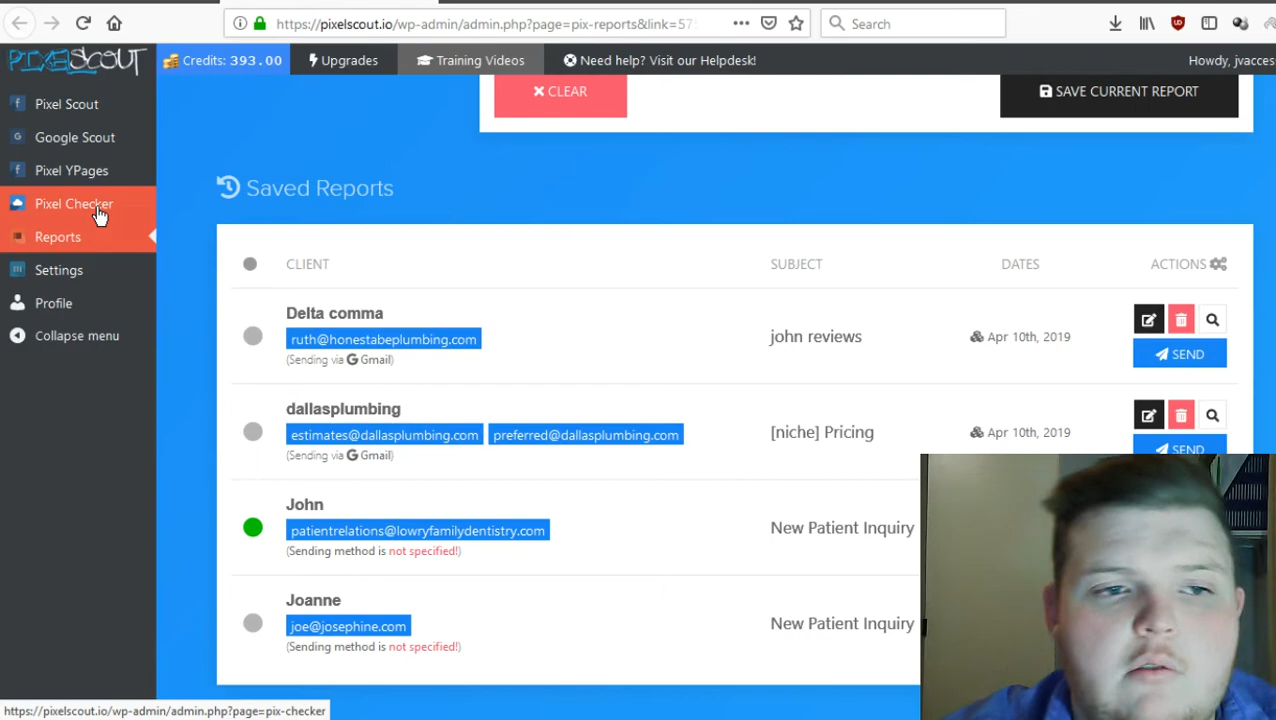 https://pixelscout.io/wp-admin/admin.php?page=pix-reports&link=57
Search
PIXELSCOUT
Credits: 393.00
Upgrades
Training Videos
Need help? Visit our Helpdesk!
Howdy, jvacces
Pixel Scout
Google Scout
Pixel YPages
Pixel Checker
Reports
Settings
Profile
Collapse menu
CLEAR
SAVE CURRENT REPORT
Saved Reports
CLIENT SUBJECT DATES ACTIONS
Delta comma
ruth@honestabeplumbing.com
(Sending via Gmail)
john reviews
Apr 10th, 2019
SEND
dallasplumbing
estimates@dallasplumbing.com preferred@dallasplumbing.com
(Sending via Gmail)
[niche] Pricing
Apr 10th, 2019
SEND
John
patientrelations@lowryfamilydentistry.com
(Sending method is not specified!)
New Patient Inquiry
Joanne
joe@josephine.com
(Sending method is not specified!)
New Patient Inquiry
https://pixelscout.io/wp-admin/admin.php?page=pix-checker